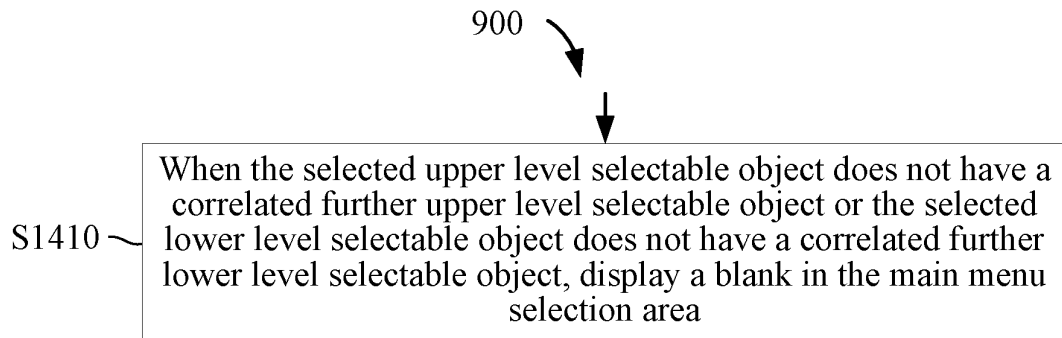 900
When the selected upper level selectable object does not have a
correlated further upper level selectable object or the selected
S1410
lower level selectable object does not have a correlated further
lower level selectable object, display a blank in the main menu
selection area